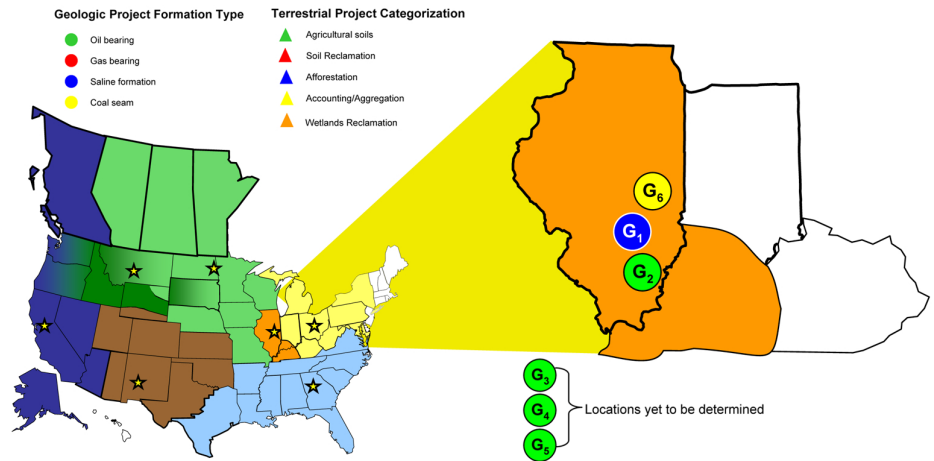 Geologic Project Formation Type
Oil bearing
Gas bearing
Saline formation
Coal seam
Terrestrial Project Categorization
Agricultural soils
Soil Reclamation
Afforestation
Accounting/Aggregation
Wetlands Reclamation
G6
G1
G2
G3
G4
G5
Locations yet to be determined